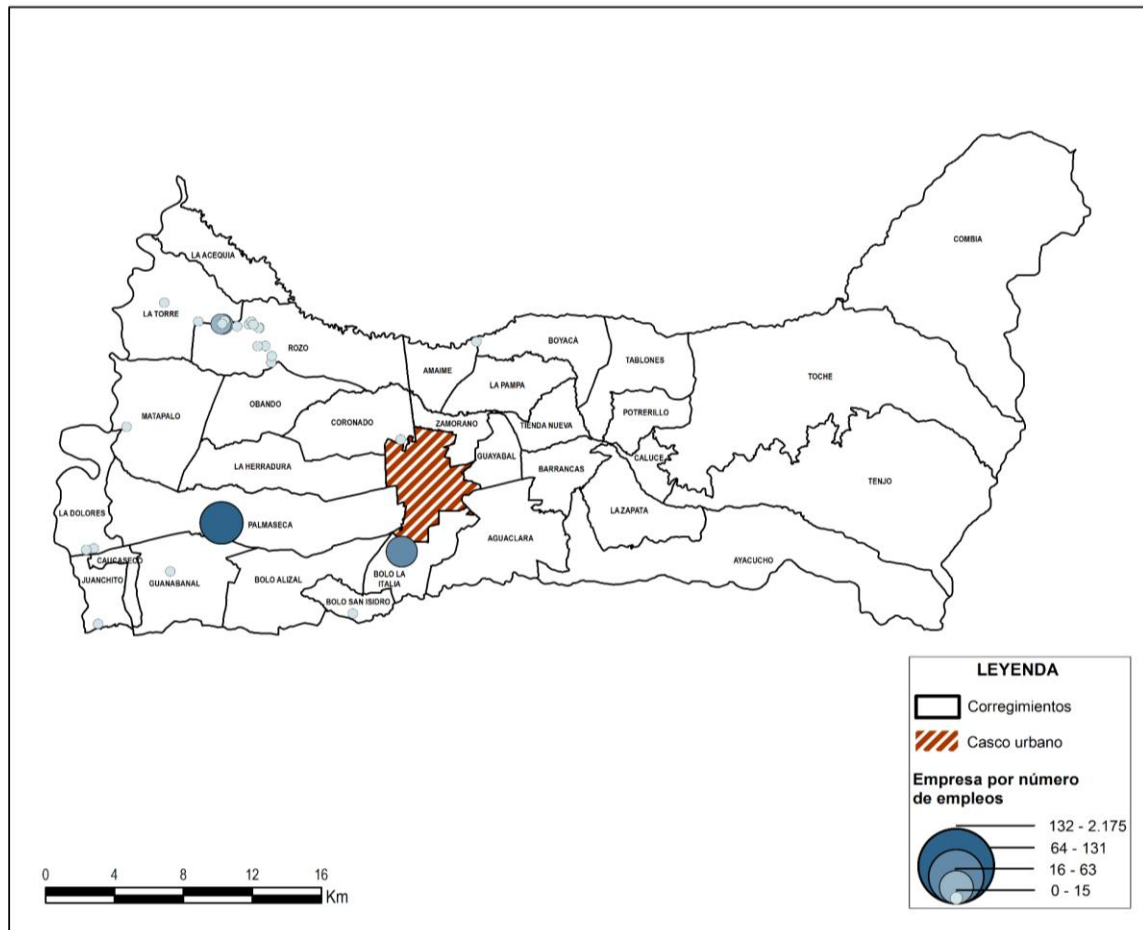 COMBIA
LA ACEQUIA
LA TORRE
ROZO
BOYACÁ
AMAIME
TABLONES
LA PAMPA
TOCHE
OBANDO
MATAPALO
POTRERILLO
CORONADO
ZAMORANO
TIENDA NUEVA
GUAYABAL
CALUCE
LA HERRADURA
BARRANCAS
TENJO
LA DOLORES
LA ZAPATA
PALMASECA
AGUACLARA
CAUCASECO
AYACUCHO
JUANCHITO
GUANABANAL
BOLO ALIZAL
BOLO LA
ITALIA
BOLO SAN ISIDRO
LEYENDA
Corregimientos
Casco urbano
Empresa por número
de empleos
132 - 2.175
64 - 131
16 - 63
0 - 15
0 4 8 12 16
Km